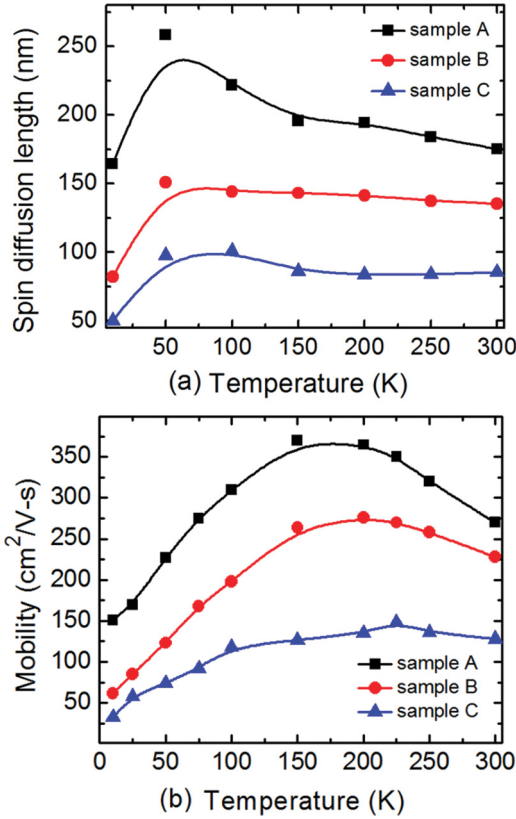 sample A
sample B
sample C
250
200
150
100
50
Spin diffusion length (nm)
0 50 100 150 200 250 300
(a) Temperature (K)
350
300
250
200
150
100
50
Mobility (cm²/V-s)
sample A
sample B
sample C
0 50 100 150 200 250 300
(b) Temperature (K)